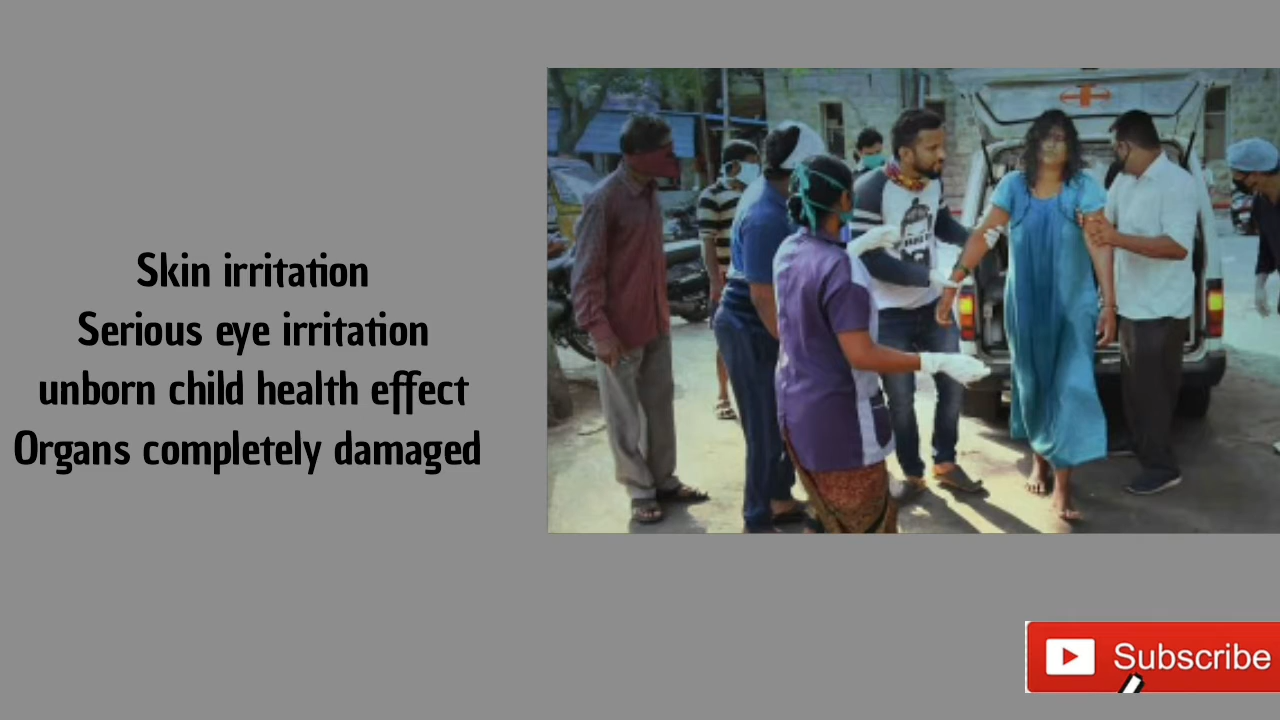 Skin irritation
Serious eye irritation
unborn child health effect
Organs completely damaged
Subscribe